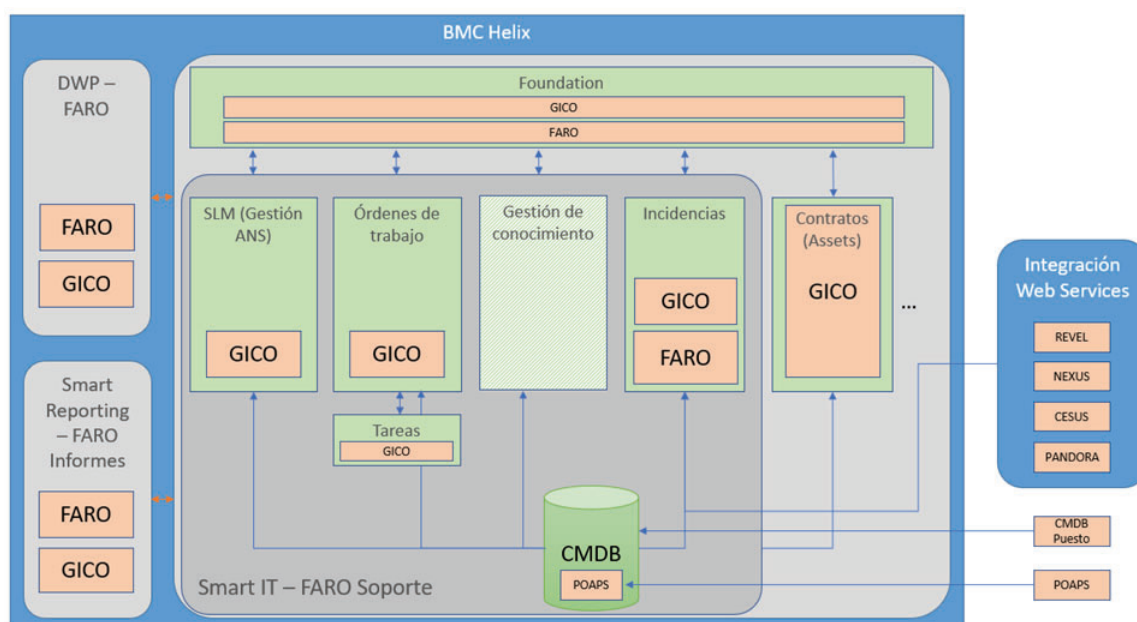 BMC Helix
DWP –
FARO
FARO
GICO
Smart
Reporting
– FARO
Informes
FARO
GICO
Foundation
GICO
FARO
SLM (Gestión
ANS)
GICO
Órdenes de
trabajo
GICO
Tareas
GICO
Gestión de
conocimiento
Incidencias
GICO
FARO
Contratos
(Assets)
GICO
...
CMDB
POAPS
Smart IT – FARO Soporte
Integración
Web Services
REVEL
NEXUS
CESUS
PANDORA
CMDB
Puesto
POAPS